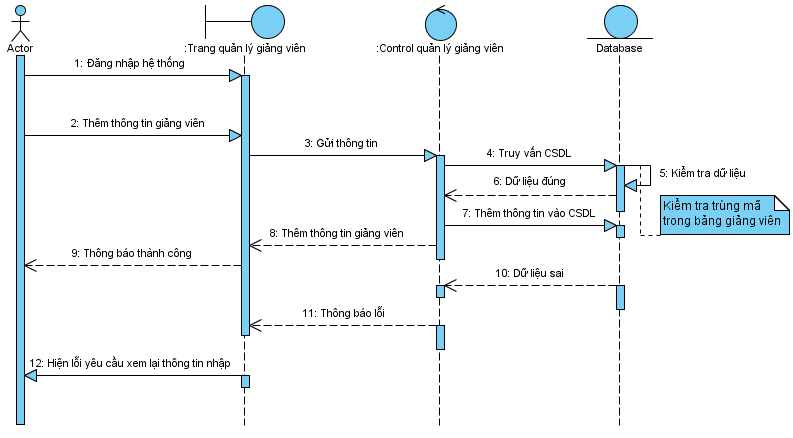 Actor
:Trang quản lý giảng viên
:Control quản lý giảng viên
Database
1: Đăng nhập hệ thống
2: Thêm thông tin giảng viên
3: Gửi thông tin
4: Truy vấn CSDL
5: Kiểm tra dữ liệu
6: Dữ liệu đúng
Kiểm tra trùng mã
trong bảng giảng viên
7: Thêm thông tin vào CSDL
8: Thêm thông tin giảng viên
9: Thông báo thành công
10: Dữ liệu sai
11: Thông báo lỗi
12: Hiện lỗi yêu cầu xem lại thông tin nhập